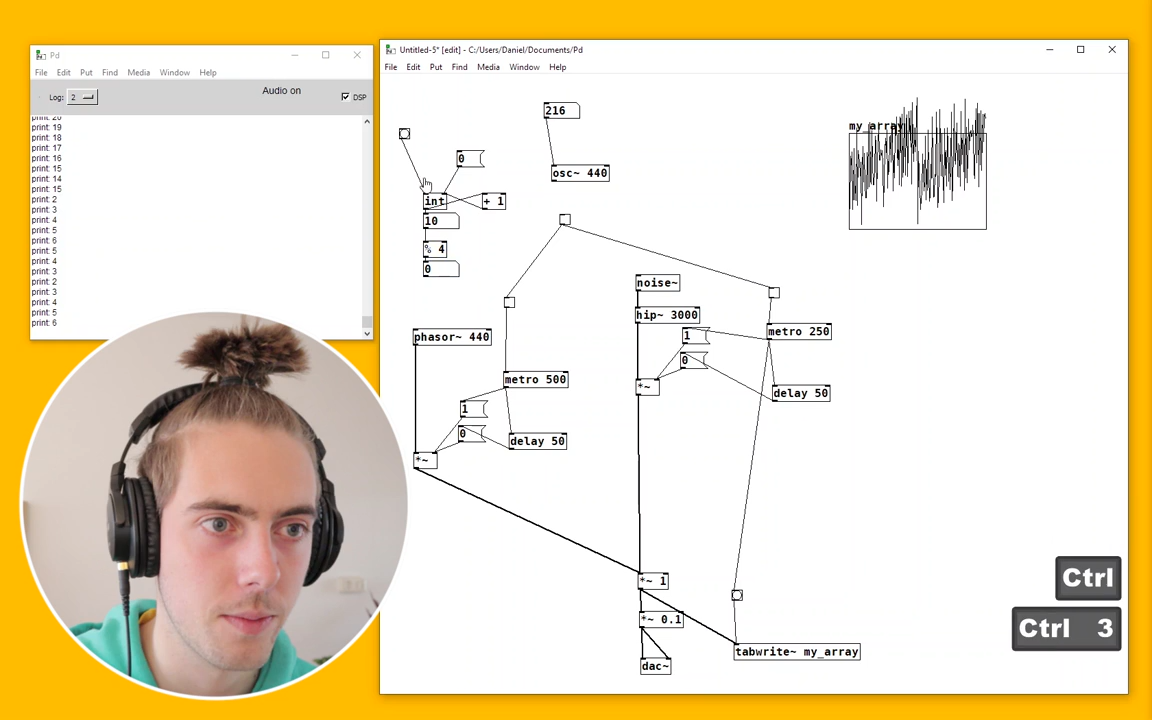 Pd
File Edit Put Find Media Window Help
Audio on
Log: 2 DSP
print: 20
print: 19
print: 18
print: 17
print: 16
print: 15
print: 14
print: 15
print: 2
print: 3
print: 4
print: 5
print: 6
print: 5
print: 4
print: 3
print: 2
print: 3
print: 4
print: 5
print: 6
Untitled-5* [edit] - C:/Users/Daniel/Documents/Pd
File Edit Put Find Media Window Help
216
my_array
0
osc~ 440
int
+ 1
10
% 4
0
noise~
hip~ 3000
1
metro 250
phasor~ 440
0
metro 500
*~
delay 50
1
0
delay 50
*~
*~ 1
*~ 0.1
tabwrite~ my_array
dac~
Ctrl
Ctrl 3